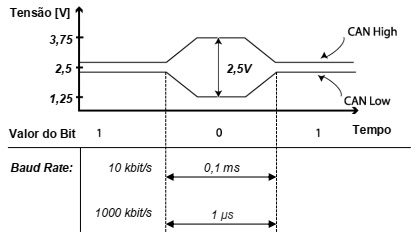 Tensão [V]
3,75
CAN High
2,5
2,5V
1,25
CAN Low
Valor do Bit 1 0 1 Tempo
Baud Rate: 10 kbit/s 0,1 ms
1000 kbit/s 1 µs